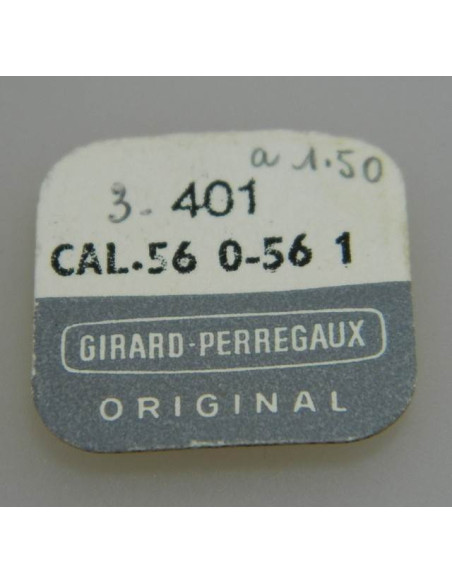 a 1.50
3- 401
CAL.56 0-56 1
GIRARD-PERREGAUX
ORIGINAL